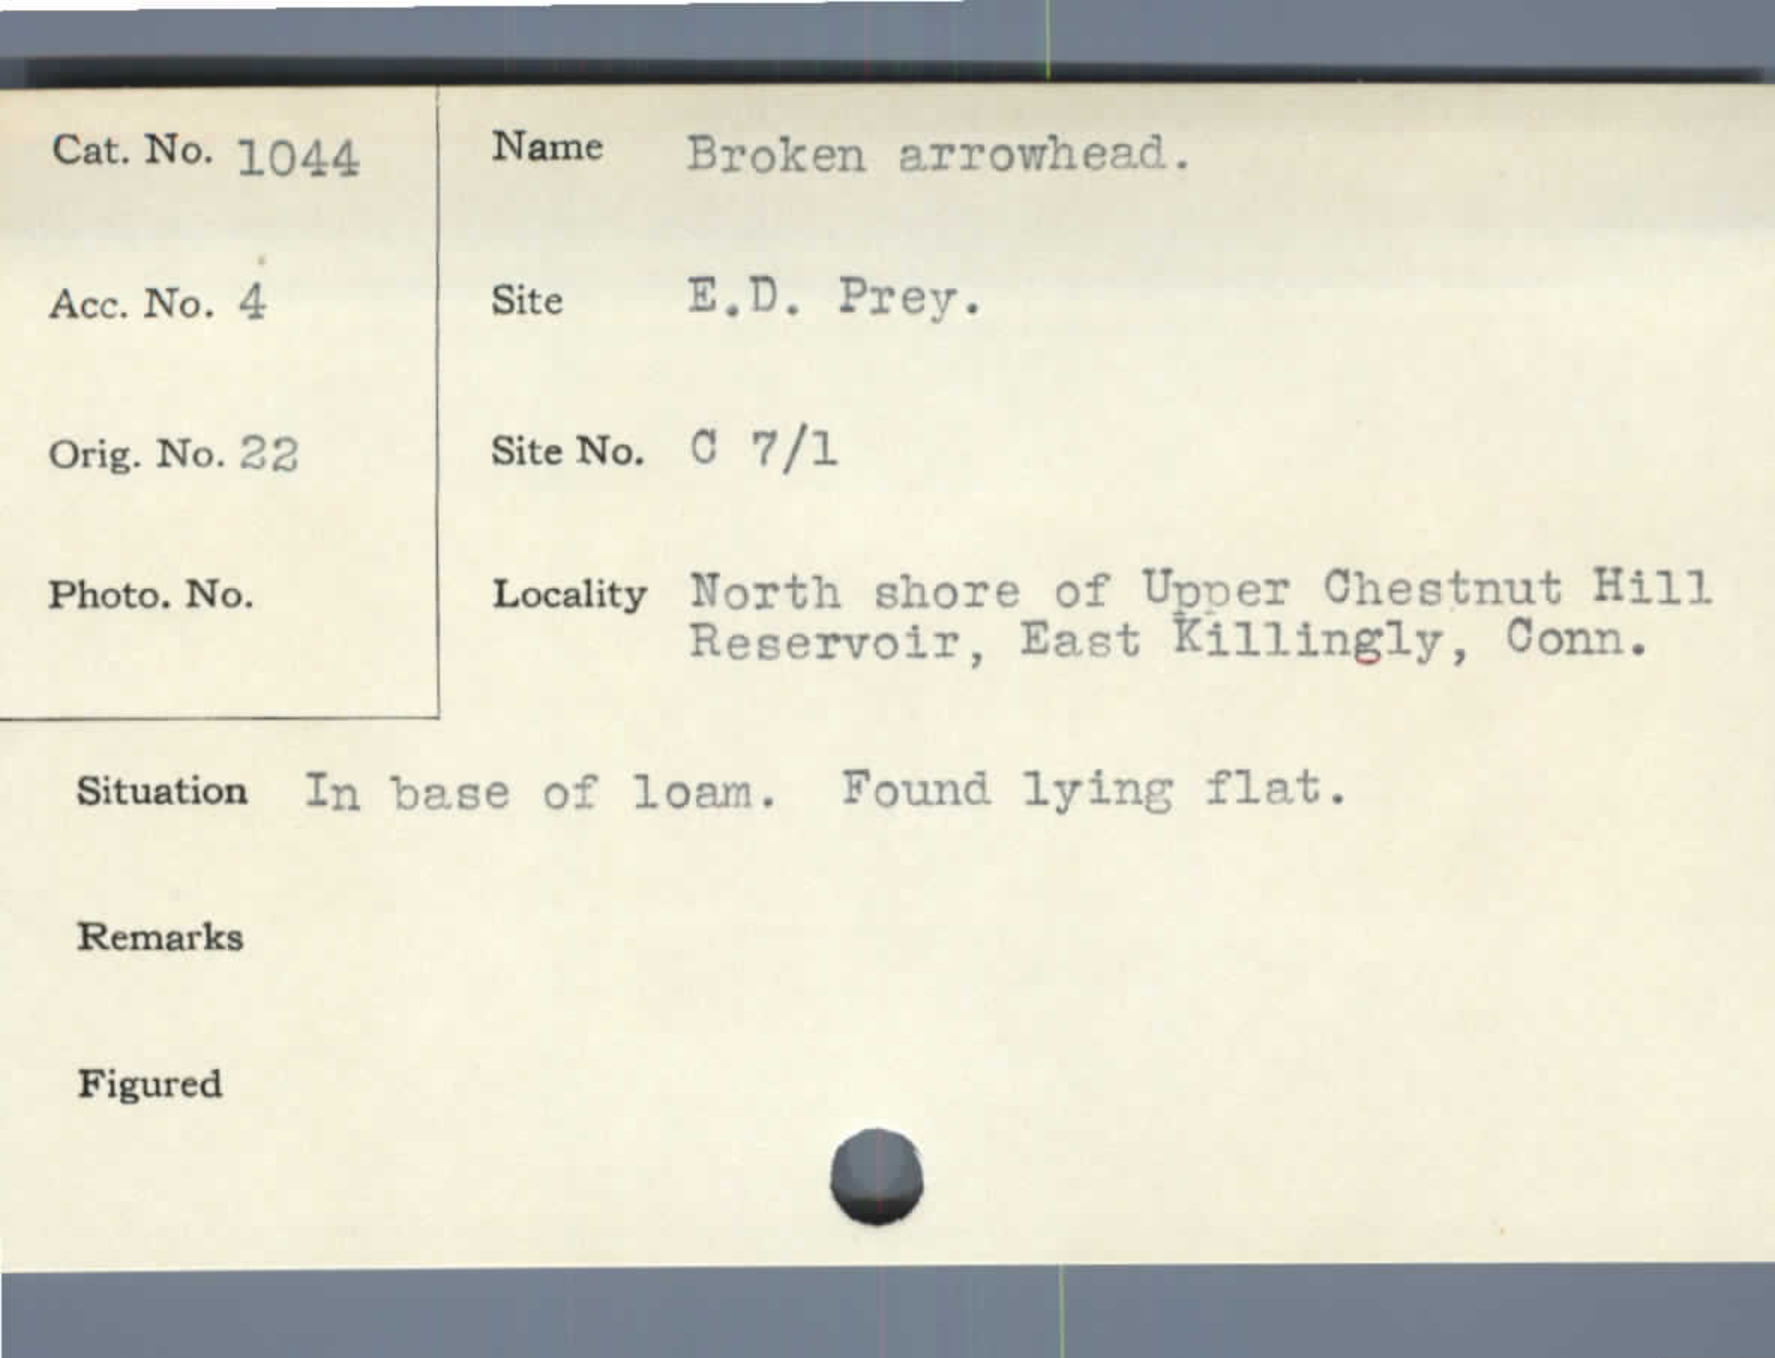 Cat. No. 1044
Acc. No. 4
Orig. No. 22
Photo. No.
Name Broken arrowhead.
Site E.D. Prey.
Site No. C 7/1
Locality North shore of Upper Chestnut Hill
Reservoir, East Killingly, Conn.
Situation In base of loam. Found lying flat.
Remarks
Figured